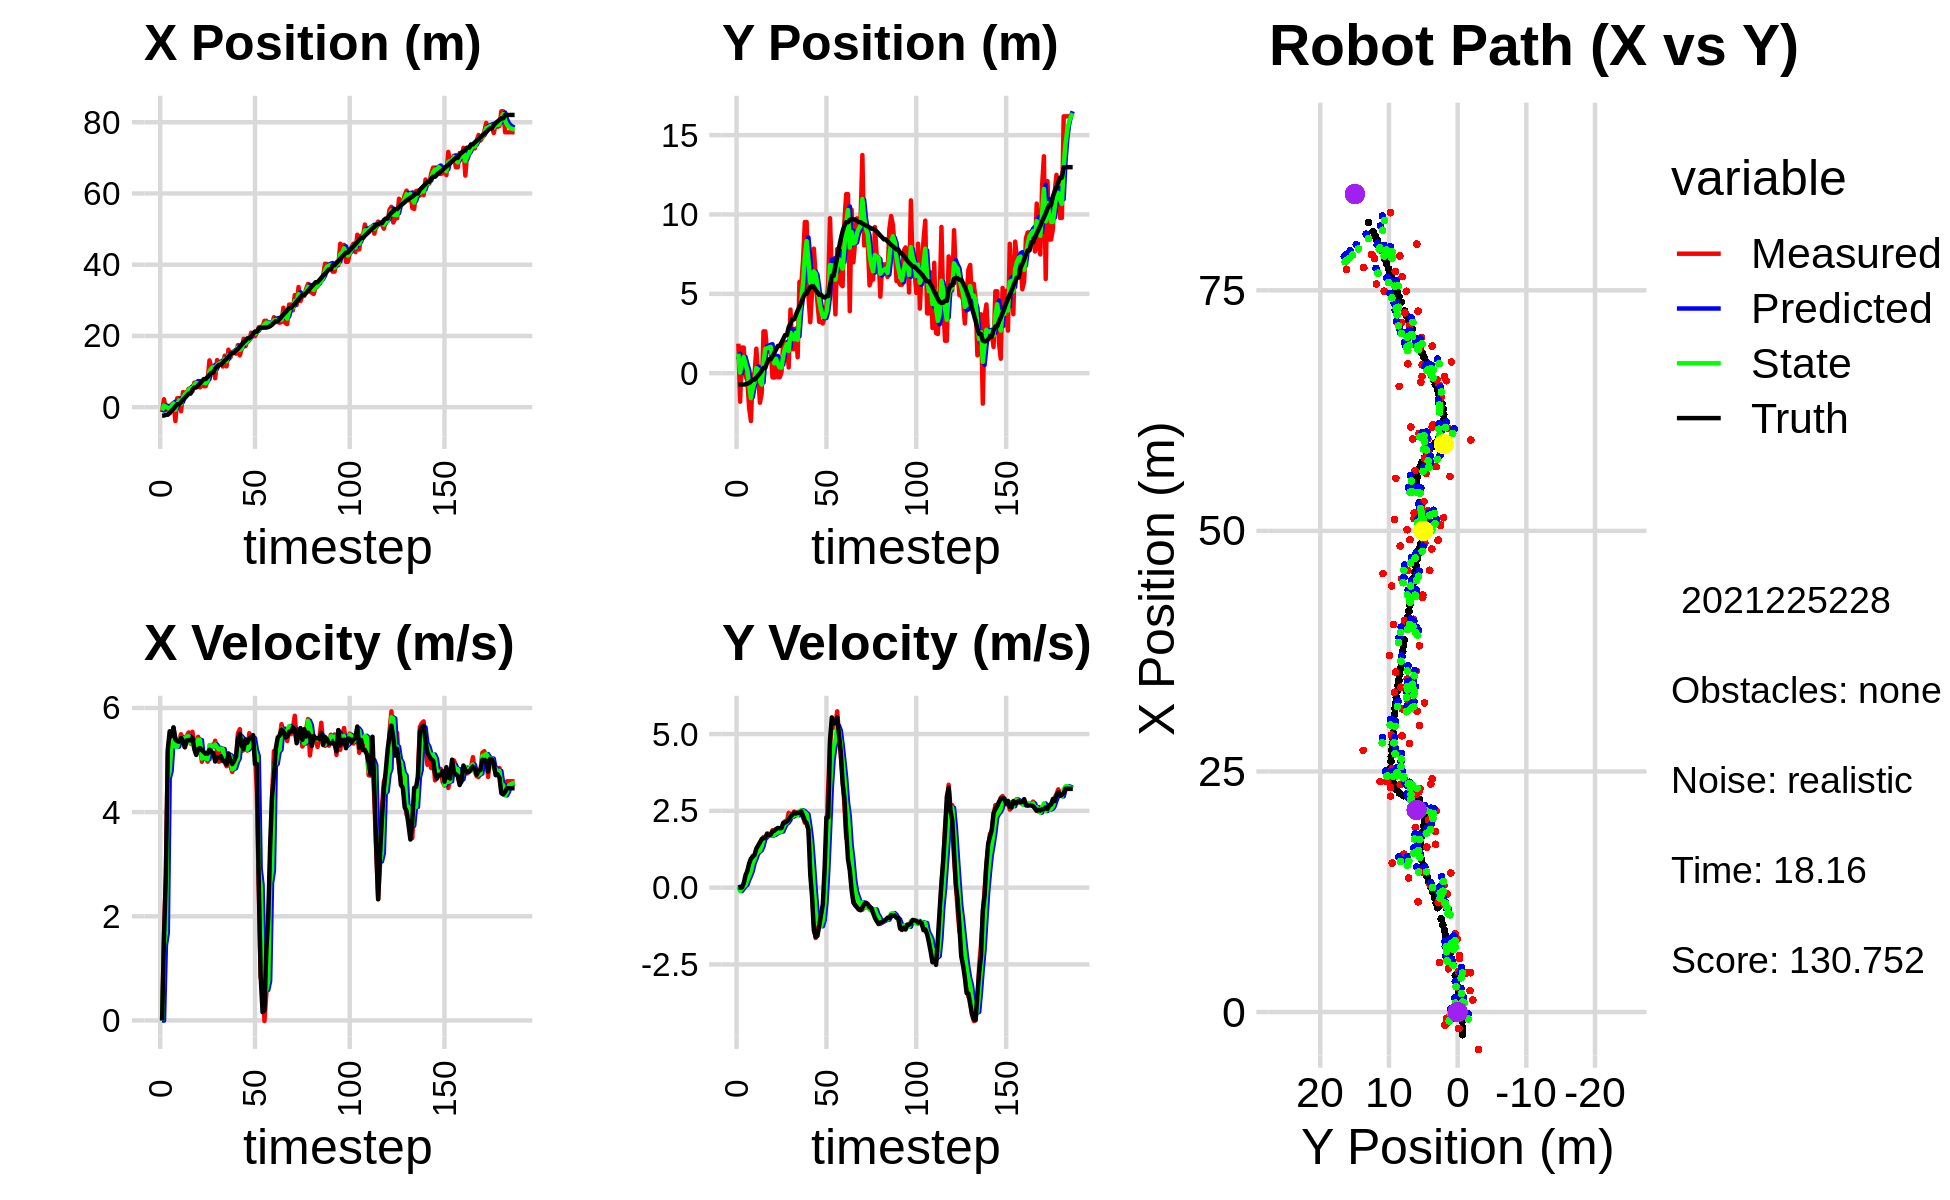 X Position (m)
80
60
40
20
0
0
50
100
150
timestep
Y Position (m)
15
10
5
0
0
50
100
150
timestep
X Velocity (m/s)
6
4
2
0
0
50
100
150
timestep
Y Velocity (m/s)
5.0
2.5
0.0
-2.5
0
50
100
150
timestep
Robot Path (X vs Y)
X Position (m)
75
50
25
0
20 10 0 -10 -20
Y Position (m)
variable
Measured
Predicted
State
Truth
2021225228
Obstacles: none
Noise: realistic
Time: 18.16
Score: 130.752